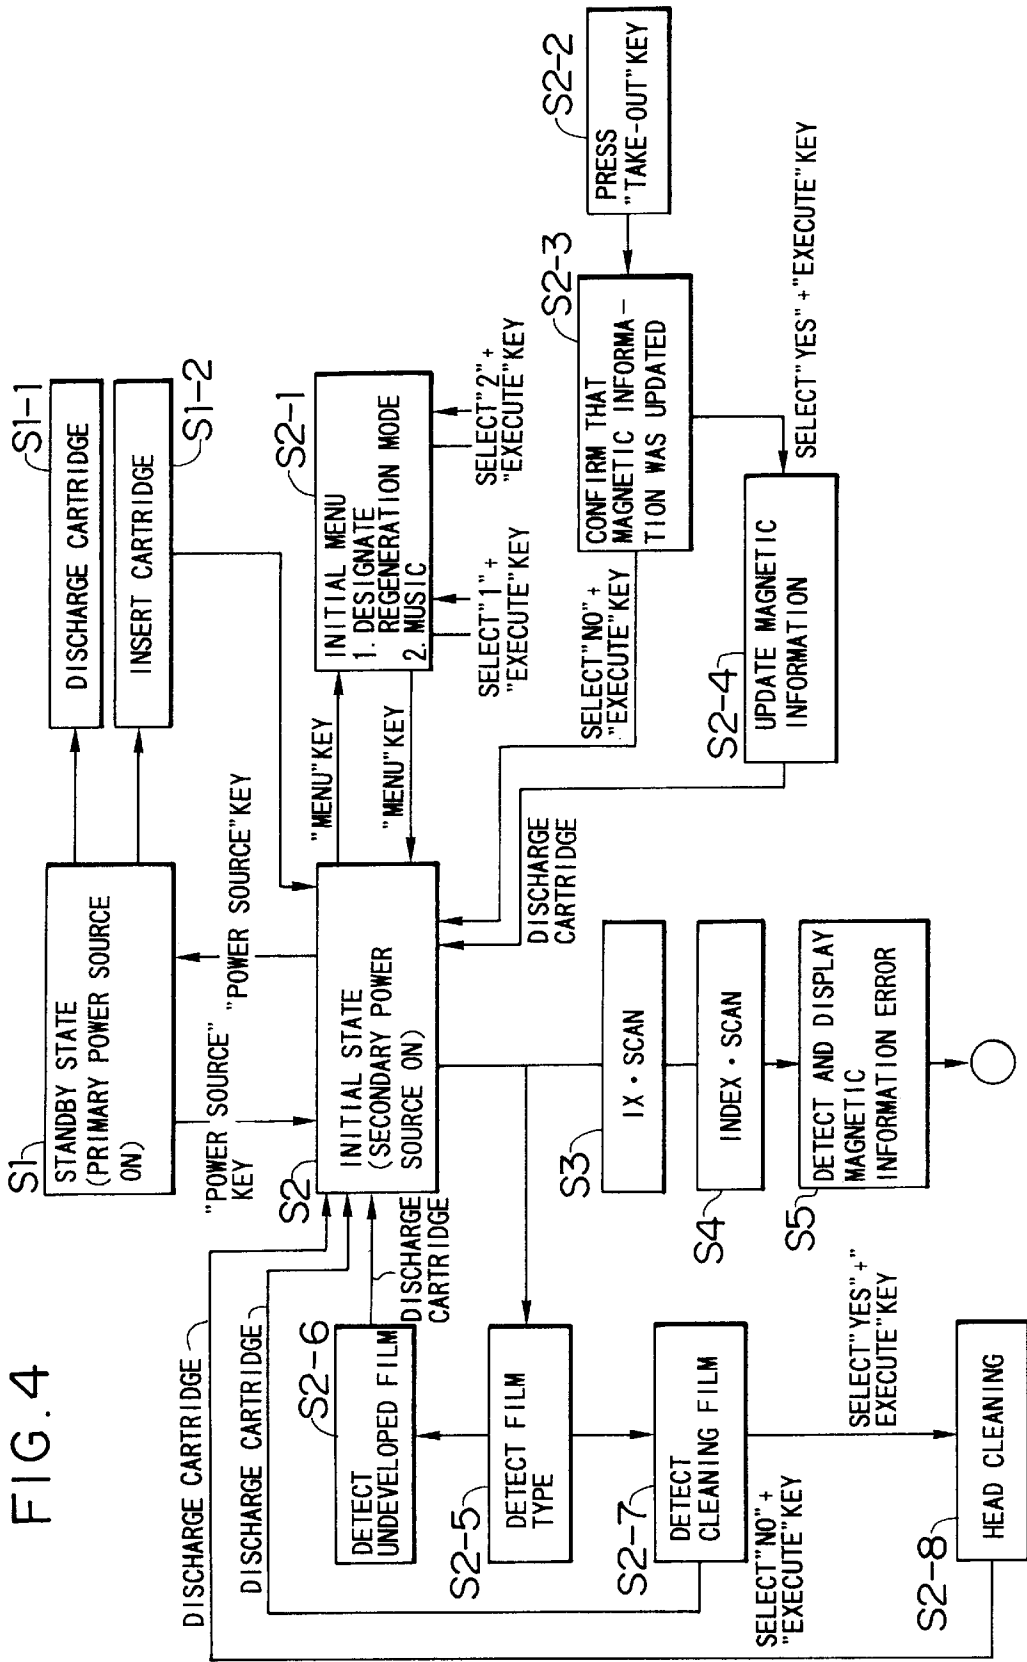 FIG. 4
S1
STANDBY STATE
(PRIMARY POWER SOURCE
ON)
S1-1
DISCHARGE CARTRIDGE
S1-2
INSERT CARTRIDGE
"POWER SOURCE"
KEY
"POWER SOURCE"KEY
S2
INITIAL STATE
(SECONDARY POWER
SOURCE ON)
"MENU"KEY
"MENU"KEY
S2-1
INITIAL MENU
1. DESIGNATE
REGENERATION MODE
2. MUSIC
SELECT"1"+
"EXECUTE"KEY
SELECT"2"+
"EXECUTE"KEY
S2-2
PRESS
"TAKE-OUT"KEY
S2-3
CONFIRM THAT
MAGNETIC INFORMA-
TION WAS UPDATED
SELECT"NO"+
"EXECUTE"KEY
SELECT"YES"+"EXECUTE"KEY
S2-4
UPDATE MAGNETIC
INFORMATION
DISCHARGE
CARTRIDGE
DISCHARGE CARTRIDGE
DISCHARGE CARTRIDGE
DISCHARGE
CARTRIDGE
S2-6
DETECT
UNDEVELOPED FILM
S2-5
DETECT FILM
TYPE
S2-7
DETECT
CLEANING FILM
SELECT"NO"+
"EXECUTE"KEY
SELECT"YES"+"
EXECUTE"KEY
S2-8
HEAD CLEANING
S3
IX·SCAN
S4
INDEX·SCAN
S5
DETECT AND DISPLAY
MAGNETIC
INFORMATION ERROR